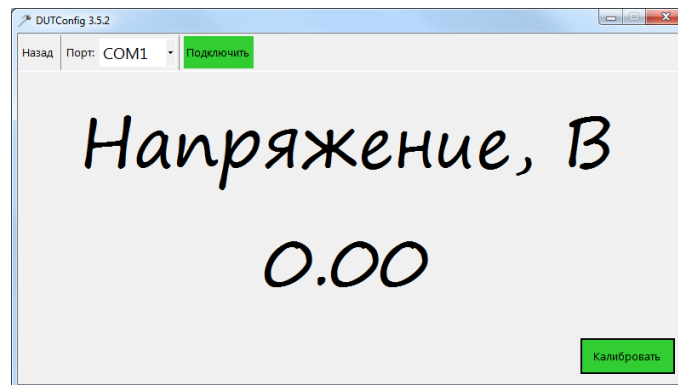 DUTConfig 3.5.2
Назад Порт: COM1 Подключить
Напряжение, В
0.00
Калибровать